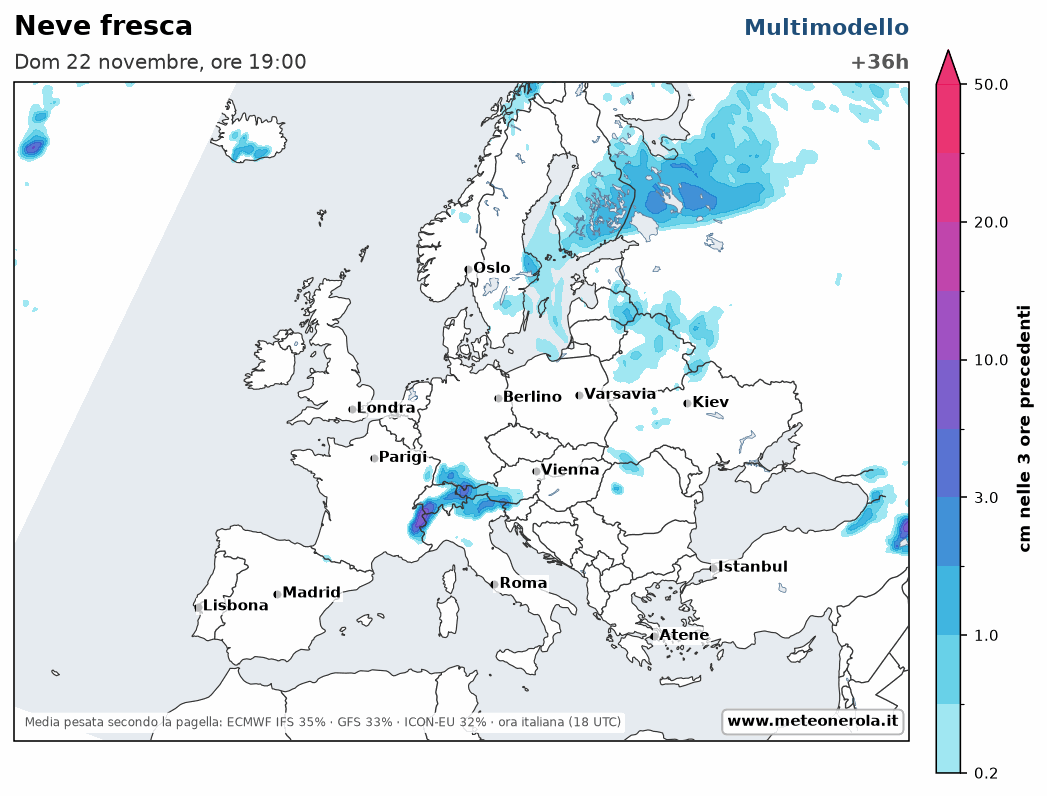 Neve fresca
Multimodello
Dom 22 novembre, ore 19:00
+36h
50.0
20.0
10.0
3.0
1.0
0.2
cm nelle 3 ore precedenti
Oslo
Berlino
Varsavia
Kiev
Londra
Parigi
Vienna
Istanbul
Roma
Madrid
Lisbona
Atene
Media pesata secondo la pagella: ECMWF IFS 35% · GFS 33% · ICON-EU 32% · ora italiana (18 UTC)
www.meteonerola.it